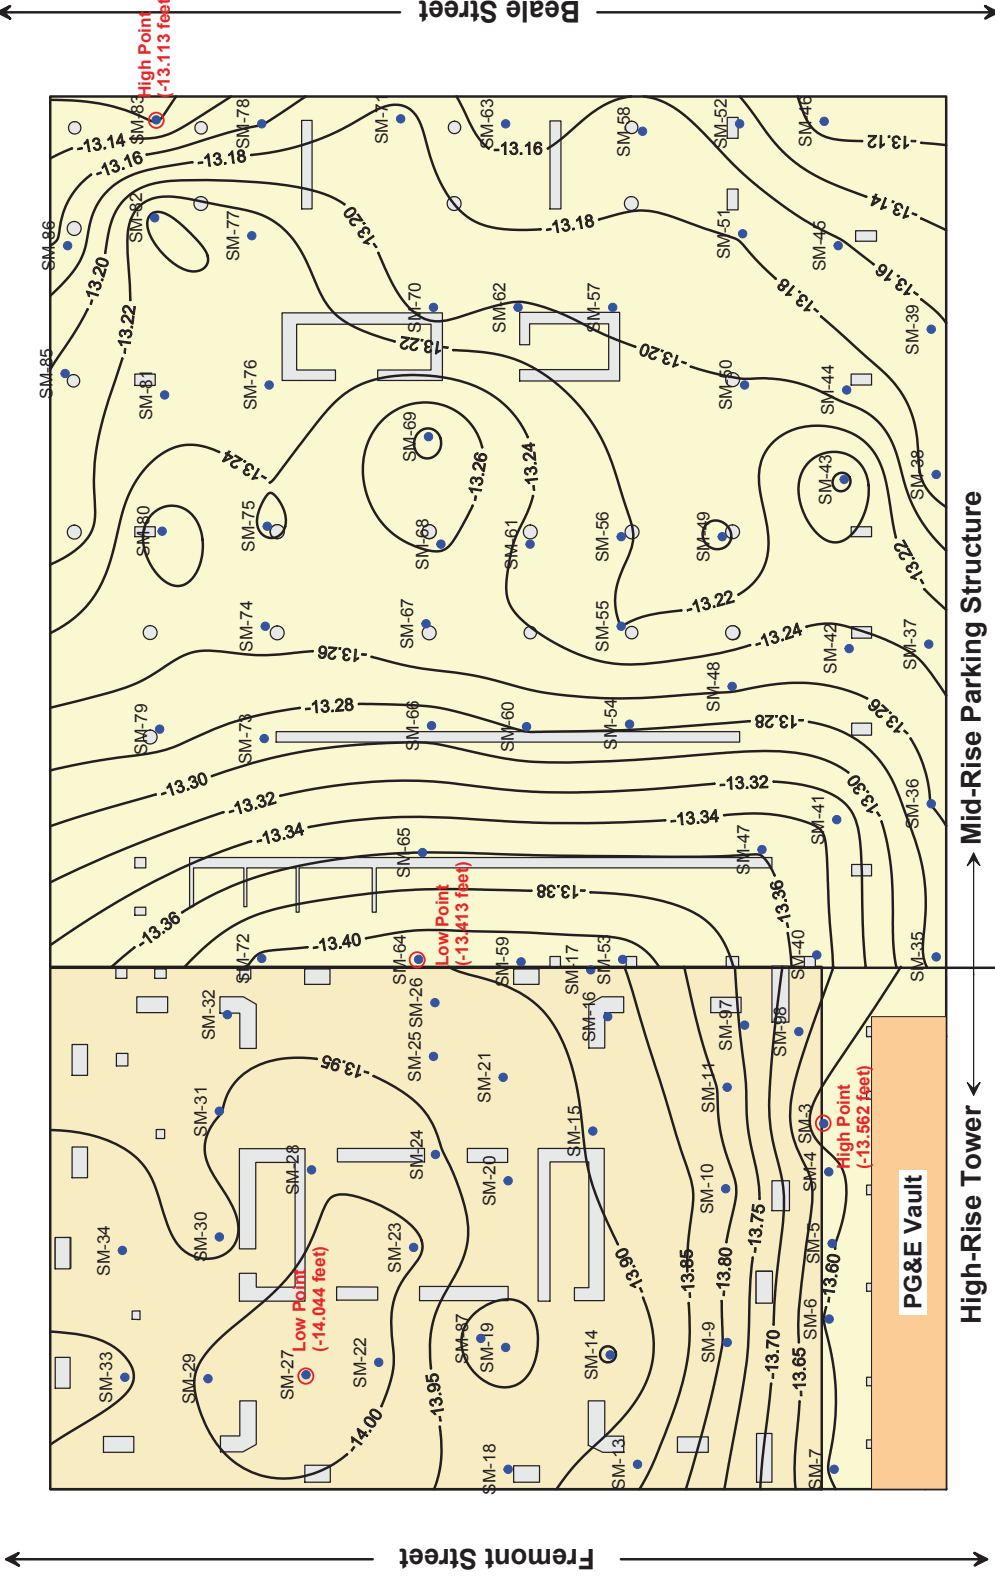 Beale Street
High Point
(-13.113 feet)
SM-83
SM-78
SM-71
SM-63
SM-58
SM-52
SM-46
-13.14
-13.16
-13.18
-13.16
-13.12
SM-86
SM-82
SM-77
-13.20
-13.18
SM-51
SM-45
-13.14
-13.20
-13.22
SM-70
SM-62
SM-57
-13.18
-13.16
SM-39
SM-85
SM-81
SM-76
-13.22
-13.20
SM-50
SM-44
-13.24
SM-69
-13.26
-13.24
SM-43
SM-38
SM-80
SM-75
SM-68
SM-61
SM-56
SM-49
-13.22
SM-74
SM-67
SM-55
-13.22
-13.24
SM-42
SM-37
-13.26
SM-48
SM-79
SM-73
-13.28
SM-66
SM-60
SM-54
-13.28
-13.26
-13.30
-13.32
-13.34
-13.32
-13.34
-13.30
SM-41
SM-36
SM-65
SM-47
-13.36
-13.38
-13.36
Low Point
(-13.413 feet)
SM-72
-13.40
SM-64
SM-59
SM-17
SM-53
SM-40
SM-35
Mid-Rise Parking Structure
SM-32
SM-26
SM-16
SM-97
SM-98
SM-25
-13.95
SM-21
SM-11
SM-31
SM-15
SM-3
High Point
(-13.562 feet)
SM-28
SM-24
SM-20
SM-10
SM-4
SM-34
SM-30
SM-23
-13.90
-13.85
-13.80
-13.75
SM-5
-13.60
PG&E Vault
High-Rise Tower
Low Point
(-14.044 feet)
SM-33
SM-29
SM-27
SM-22
SM-87
SM-19
SM-14
SM-9
SM-6
-14.00
-13.95
-13.70
-13.65
SM-18
SM-13
SM-7
Fremont Street